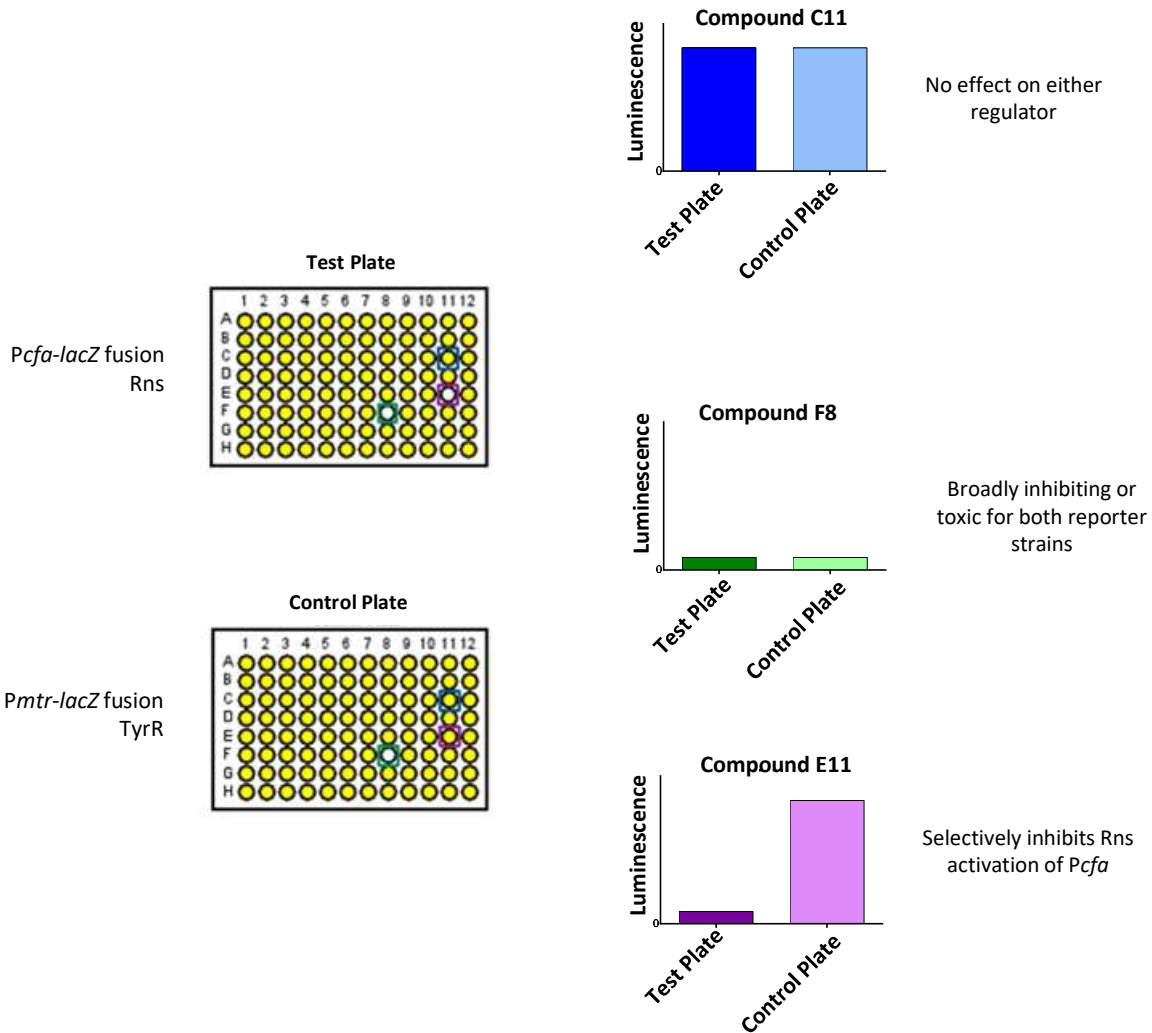 Compound C11
Luminescence
0
Test Plate
Control Plate
No effect on either
regulator
Test Plate
1 2 3 4 5 6 7 8 9 10 11 12
A
B
C
D
E
F
G
H
Pcfa-lacZ fusion
Rns
Compound F8
Luminescence
0
Test Plate
Control Plate
Broadly inhibiting or
toxic for both reporter
strains
Control Plate
1 2 3 4 5 6 7 8 9 10 11 12
A
B
C
D
E
F
G
H
Pmtr-lacZ fusion
TyrR
Compound E11
Luminescence
0
Test Plate
Control Plate
Selectively inhibits Rns
activation of Pcfa